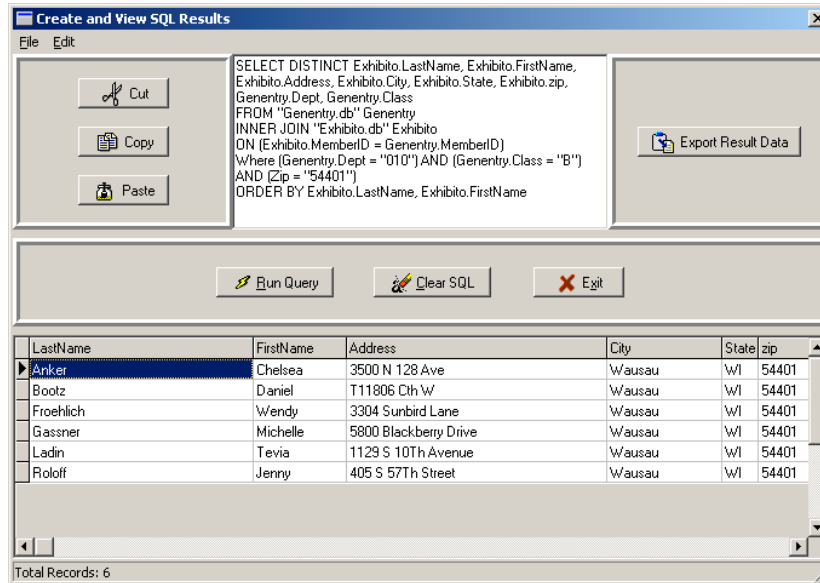 Create and View SQL Results
File Edit
Cut
Copy
Paste
SELECT DISTINCT Exhibito.LastName, Exhibito.FirstName,
Exhibito.Address, Exhibito.City, Exhibito.State, Exhibito.zip,
Genentry.Dept, Genentry.Class
FROM "Genentry.db" Genentry
INNER JOIN "Exhibito.db" Exhibito
ON (Exhibito.MemberID = Genentry.MemberID)
Where (Genentry.Dept = "010") AND (Genentry.Class = "B")
AND (Zip = "54401")
ORDER BY Exhibito.LastName, Exhibito.FirstName
Export Result Data
Run Query Clear SQL Exit
LastName FirstName Address City State zip
Anker Chelsea 3500 N 128 Ave Wausau WI 54401
Bootz Daniel T11806 Cth W Wausau WI 54401
Froehlich Wendy 3304 Sunbird Lane Wausau WI 54401
Gassner Michelle 5800 Blackberry Drive Wausau WI 54401
Ladin Tevia 1129 S 10Th Avenue Wausau WI 54401
Roloff Jenny 405 S 57Th Street Wausau WI 54401
Total Records: 6